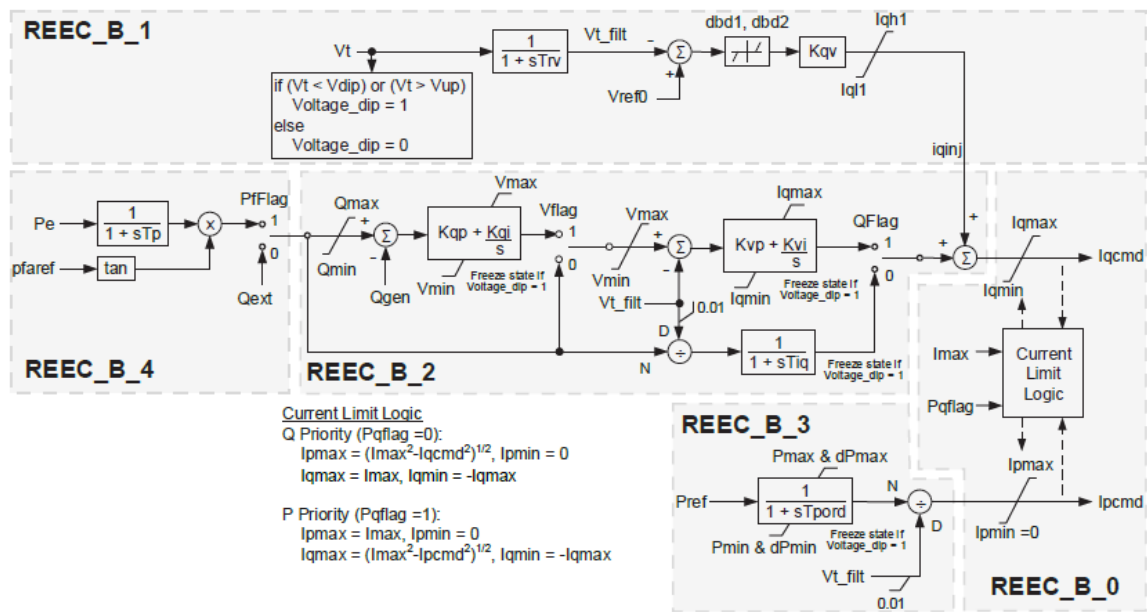 REEC_B_1
Vt
1
1 + sTrv
Vt_filt
-
Σ
+
Vref0
dbd1, dbd2
Kqv
Iqh1
Iql1
if (Vt < Vdip) or (Vt > Vup)
Voltage_dip = 1
else
Voltage_dip = 0
iqinj
Pe
1
1 + sTp
x
pfaref
tan
PfFlag
1
0
Qext
REEC_B_4
Qmax
Qmin
+
Σ
-
Qgen
Vmax
Kqp + Kqi
s
Vmin
Freeze state if
Voltage_dip = 1
Vflag
1
0
Vmax
Vmin
+
Σ
-
Vt_filt
0.01
D
÷
N
Iqmax
Kvp + Kvi
s
Iqmin
Freeze state if
Voltage_dip = 1
QFlag
1
0
1
1 + sTiq
Freeze state if
Voltage_dip = 1
REEC_B_2
+
+
Σ
Iqmax
Iqmin
Iqcmd
Imax
Pqflag
Current
Limit
Logic
Current Limit Logic
Q Priority (Pqflag =0):
Ipmax = (Imax²-Iqcmd²)¹/², Ipmin = 0
Iqmax = Imax, Iqmin = -Iqmax
P Priority (Pqflag =1):
Ipmax = Imax, Ipmin = 0
Iqmax = (Imax²-Ipcmd²)¹/², Iqmin = -Iqmax
REEC_B_3
Pmax & dPmax
Pref
1
1 + sTpord
Pmin & dPmin
Freeze state if
Voltage_dip = 1
N
÷
D
Vt_filt
0.01
Ipmax
Ipmin =0
Ipcmd
REEC_B_0